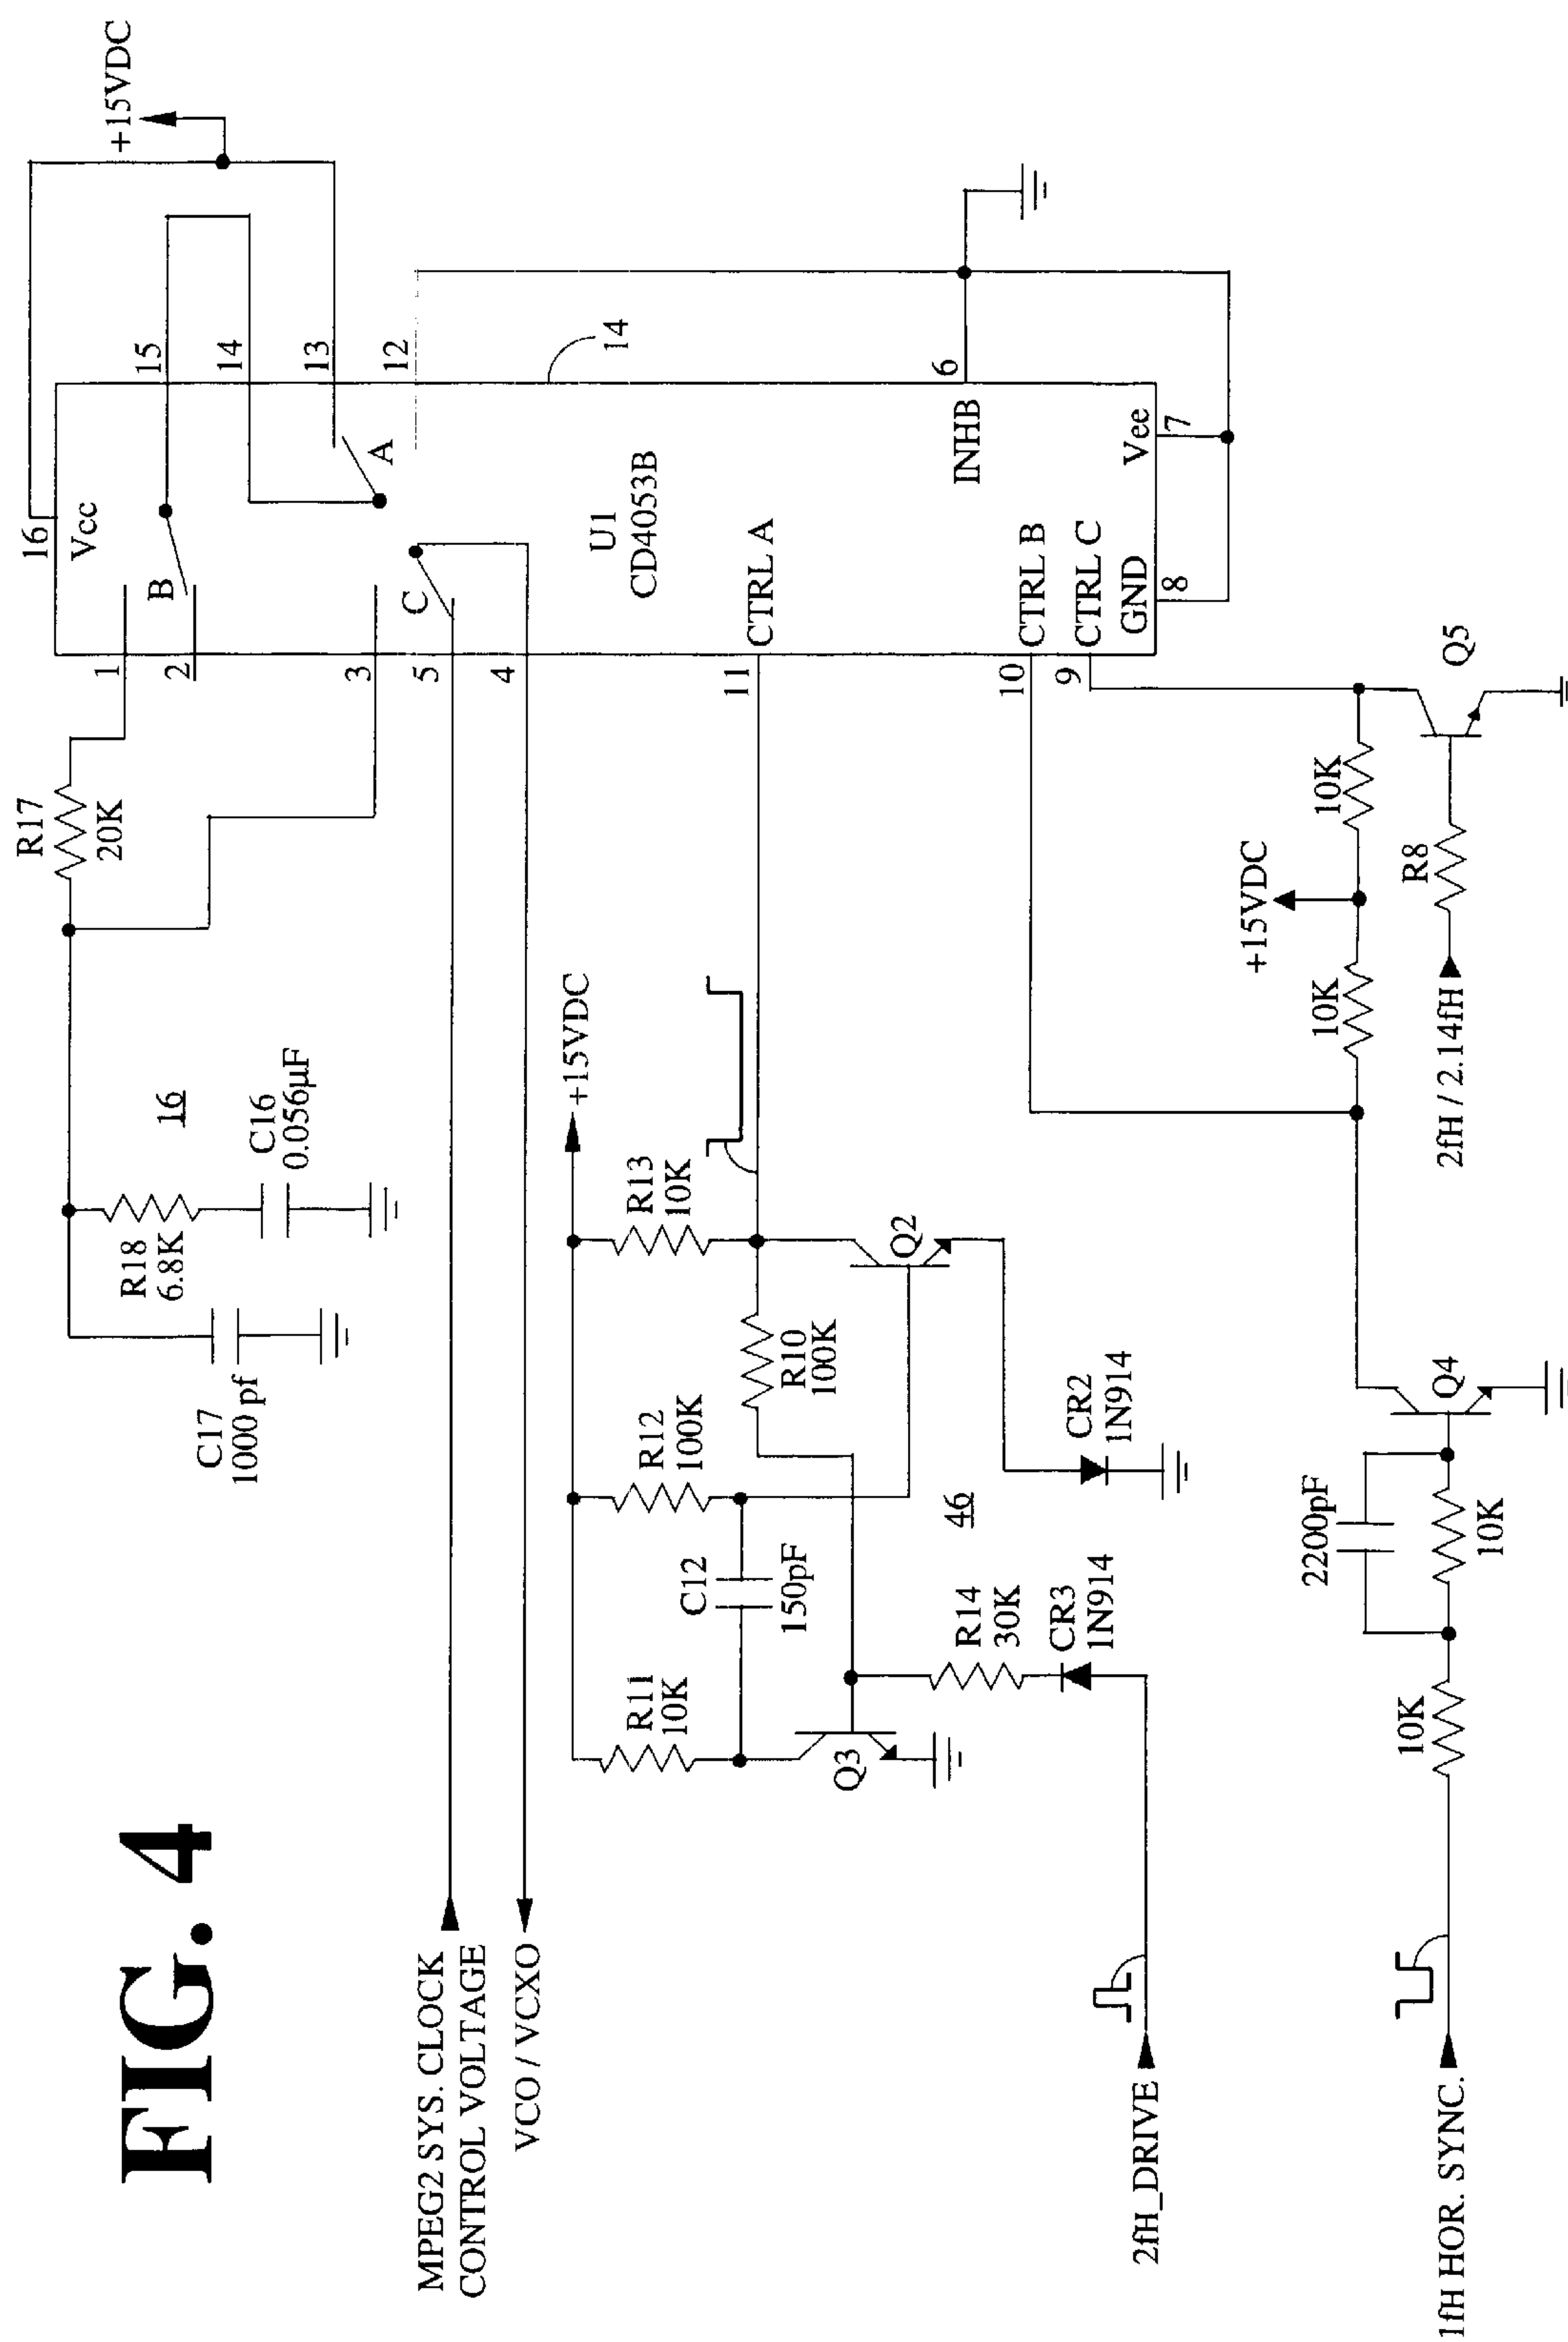 FIG. 4
MPEG2 SYS. CLOCK
CONTROL VOLTAGE
VCO / VCXO
2fH_DRIVE
1fH HOR. SYNC.
C17
1000 pf
R18
6.8K
C16
0.056µF
16
R17
20K
+15VDC
R11
10K
C12
150pF
R12
100K
R13
10K
R10
100K
Q3
Q2
R14
30K
CR3
1N914
CR2
1N914
46
10K
2200pF
10K
Q4
10K
+15VDC
10K
2fH / 2.14fH
R8
Q5
1
2
3
5
4
11
10
9
16
Vcc
B
C
A
U1
CD4053B
CTRL A
CTRL B
CTRL C
GND
8
Vee
7
INHB
6
15
14
13
12
14
+15VDC